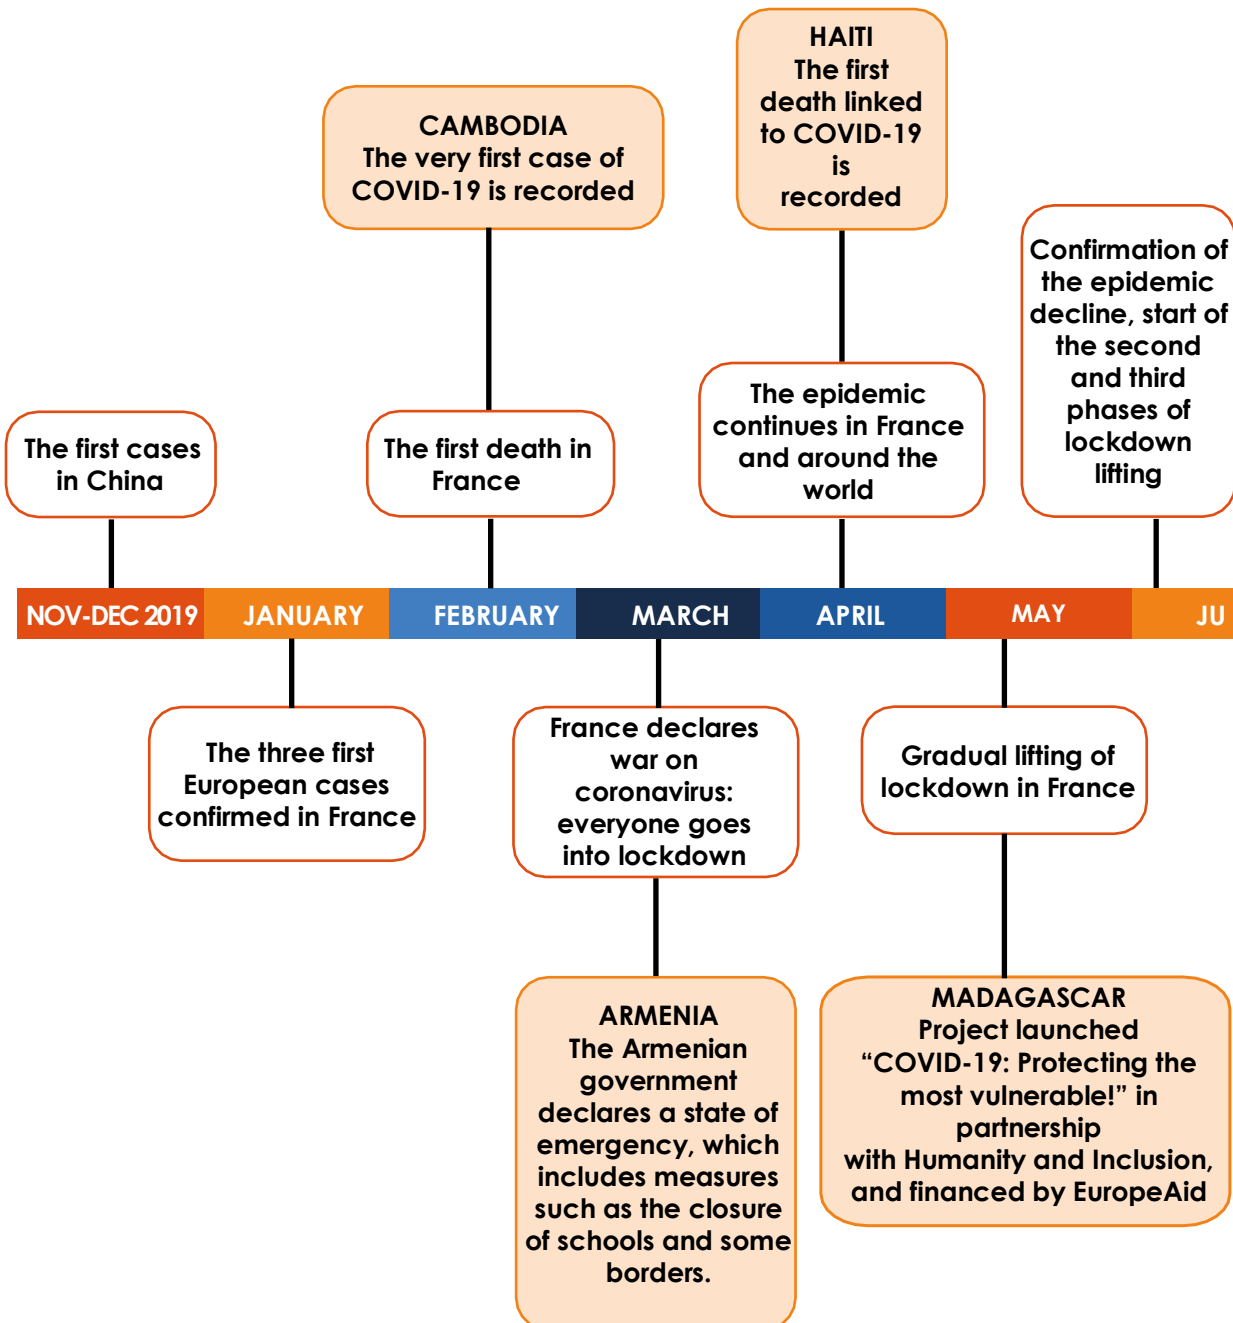 HAITI
The first
death linked
to COVID-19
is
recorded
CAMBODIA
The very first case of
COVID-19 is recorded
Confirmation of
the epidemic
decline, start of
the second
and third
phases of
lockdown
lifting
The epidemic
continues in France
and around the
world
The first cases
in China
The first death in
France
NOV-DEC 2019
JANUARY
FEBRUARY
MARCH
APRIL
MAY
JU
The three first
European cases
confirmed in France
France declares
war on
coronavirus:
everyone goes
into lockdown
Gradual lifting of
lockdown in France
ARMENIA
The Armenian
government
declares a state of
emergency, which
includes measures
such as the closure
of schools and some
borders.
MADAGASCAR
Project launched
“COVID-19: Protecting the
most vulnerable!” in
partnership
with Humanity and Inclusion,
and financed by EuropeAid